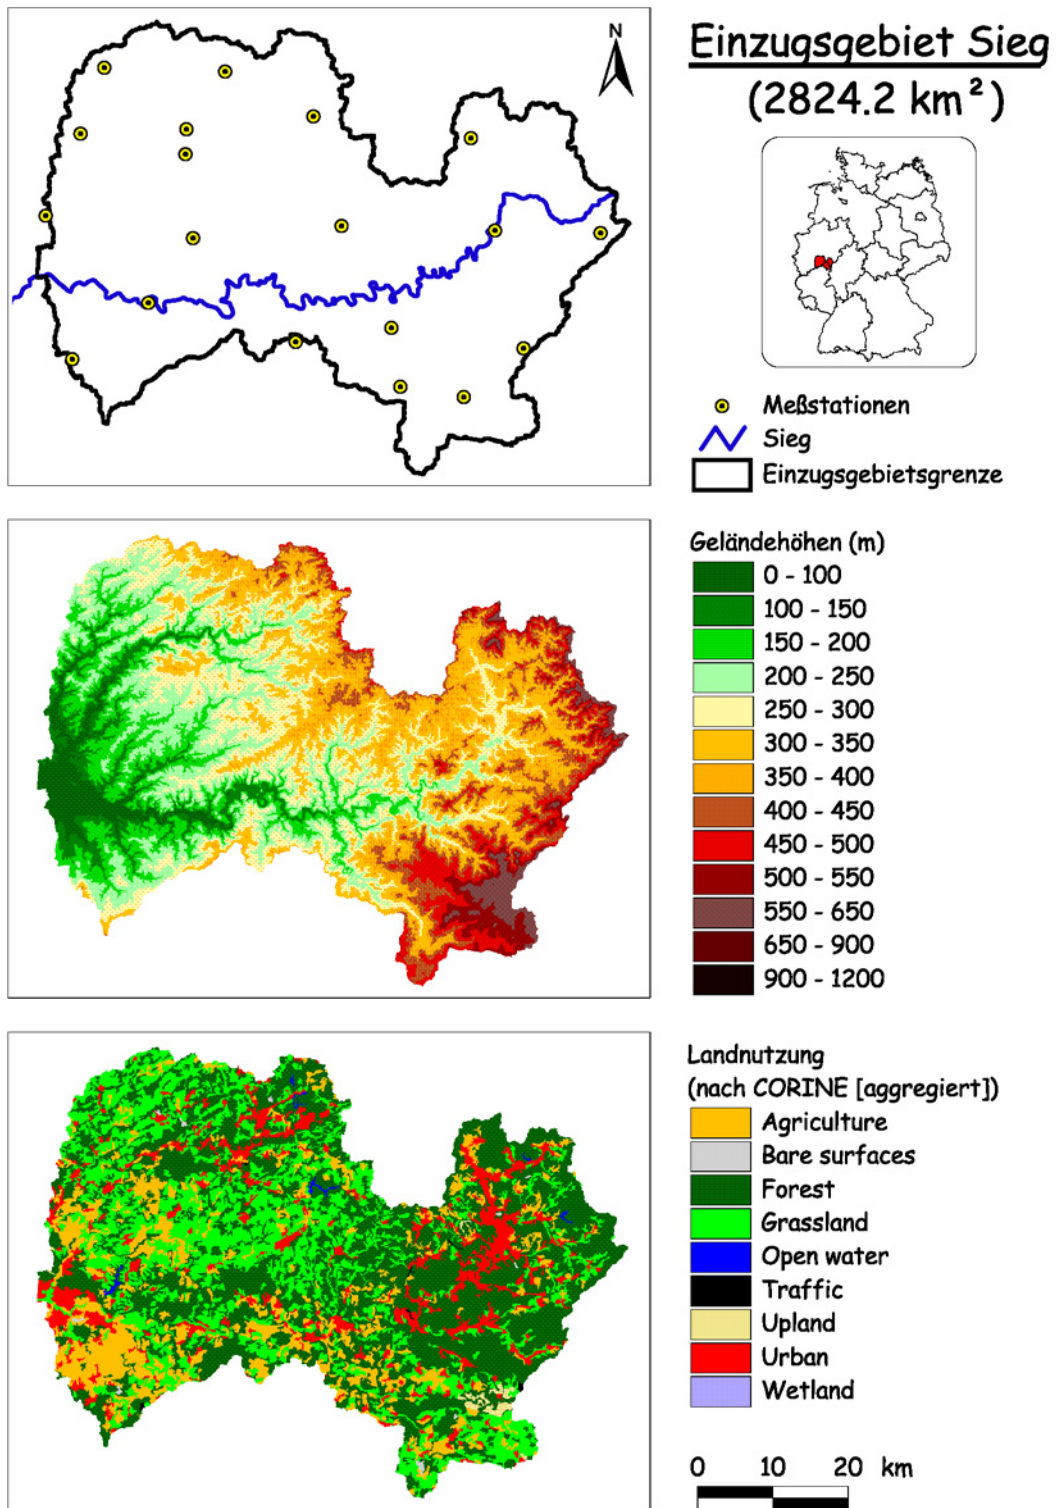 N
Einzugsgebiet Sieg
(2824.2 km²)
Meßstationen
Sieg
Einzugsgebietsgrenze
Geländehöhen (m)
0 - 100
100 - 150
150 - 200
200 - 250
250 - 300
300 - 350
350 - 400
400 - 450
450 - 500
500 - 550
550 - 650
650 - 900
900 - 1200
Landnutzung
(nach CORINE [aggregiert])
Agriculture
Bare surfaces
Forest
Grassland
Open water
Traffic
Upland
Urban
Wetland
0 10 20 km